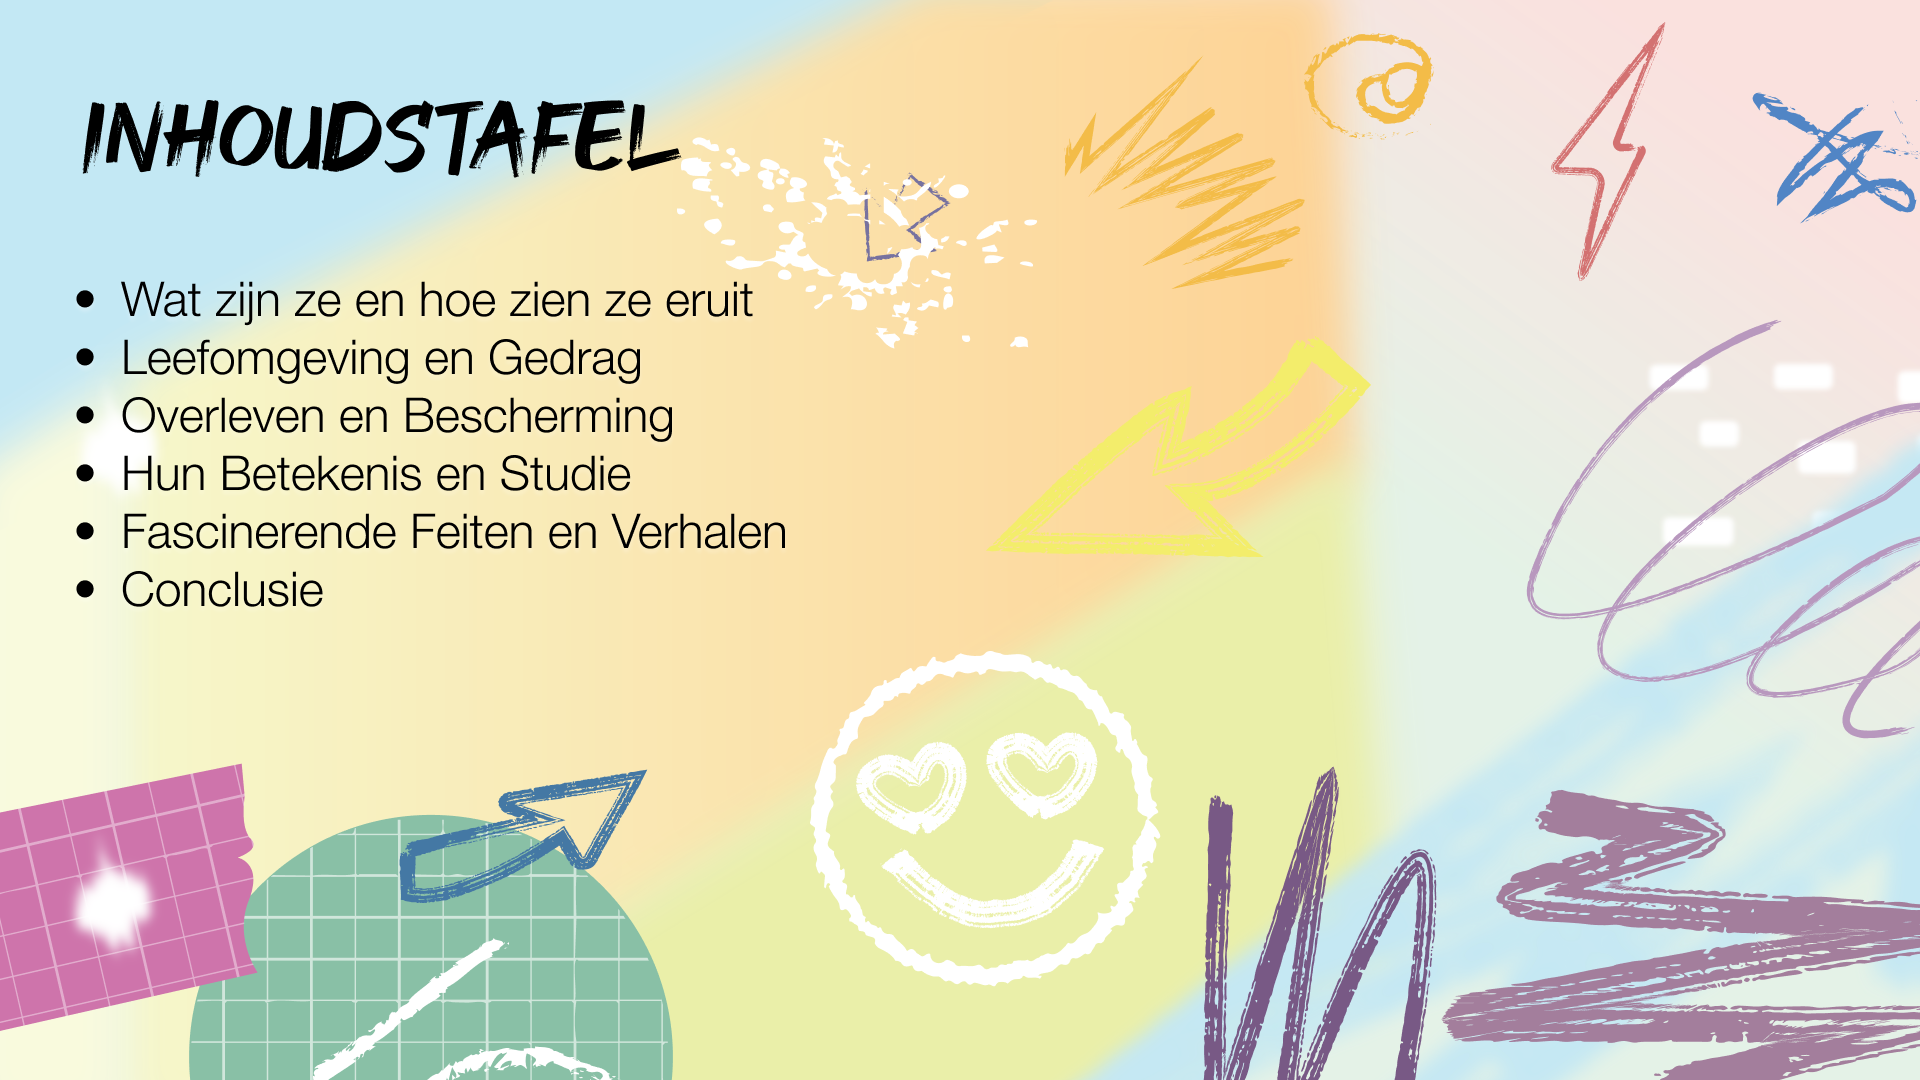 INHOUDSTAFEL
• Wat zijn ze en hoe zien ze eruit
• Leefomgeving en Gedrag
• Overleven en Bescherming
• Hun Betekenis en Studie
• Fascinerende Feiten en Verhalen
• Conclusie